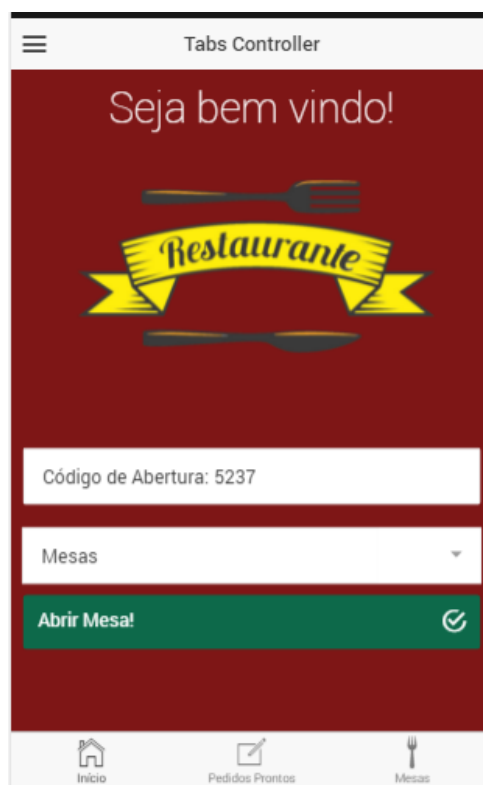 Tabs Controller
Seja bem vindo!
Restaurante
Código de Abertura: 5237
Mesas
Abrir Mesa!
Início
Pedidos Prontos
Mesas